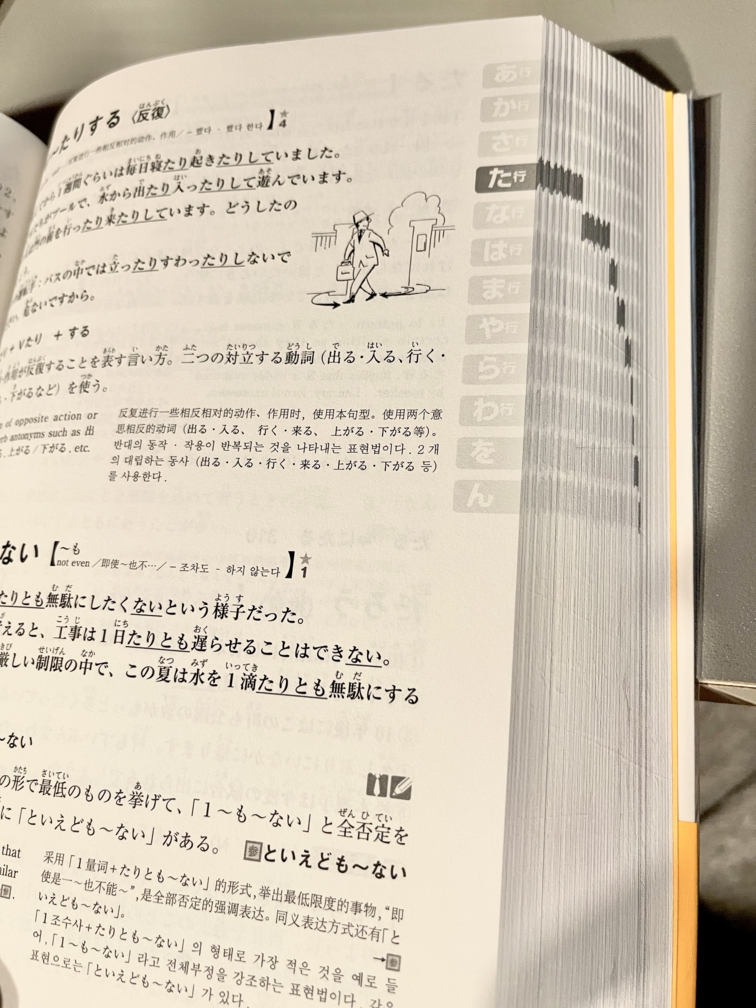 たりする〈反復〉
はんぷく
反复进行一些相反相对的动作、作用／－했다 - 했다 한다】★4
1週間ぐらいは毎日寝たり起きたりしていました。
プールで、水から出たり入ったりして遊んでいます。
を行ったり来たりしています。どうしたの
：バスの中では立ったりすわったりしないで
ないですから。
＋Vたり ＋する
が反復することを表す言い方。二つの対立する動詞（出る・入る、行く・
・下がるなど）を使う。
of opposite action or
verb antonyms such as 出
上がる / 下がる. etc.
反复进行一些相反相对的动作、作用时，使用本句型。使用两个意
思相反的动词（出る・入る、行く・来る、上がる・下がる等）。
반대의 동작 · 작용이 반복되는 것을 나타내는 표현법이다. 2 개
의 대립하는 동사（出る・入る・行く・来る・上がる・下がる 등）
를 사용한다.
ない【～も
not even／即使～也不…／－조차도 - 하지 않는다】★1
たりとも無駄にしたくないという様子だった。
えると、工事は1日たりとも遅らせることはできない。
厳しい制限の中で、この夏は水を1滴たりとも無駄にする
～ない
の形で最低のものを挙げて、「1～も～ない」と全否定を
に「といえども～ない」がある。 参といえども～ない
that
采用「1量词+たりとも～ない」的形式，举出最低限度的事物，“即
使是一～也不能～”，是全部否定的强调表达。同义表达方式还有「と
いえども～ない」。
→参
「1조수사+たりとも～ない」의 형태로 가장 적은 것을 예로 들
어, 「1～も～ない」라고 전체부정을 강조하는 표현법이다. 같은
표현으로는「といえども～ない」가 있다.
あ行
か行
さ行
た行
な行
は行
ま行
や行
ら行
わ行
を
ん